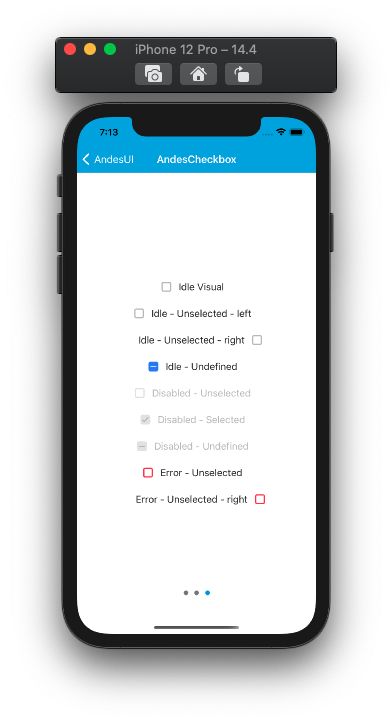 iPhone 12 Pro – 14.4
7:13
AndesUI AndesCheckbox
Idle Visual
Idle - Unselected - left
Idle - Unselected - right
Idle - Undefined
Disabled - Unselected
Disabled - Selected
Disabled - Undefined
Error - Unselected
Error - Unselected - right